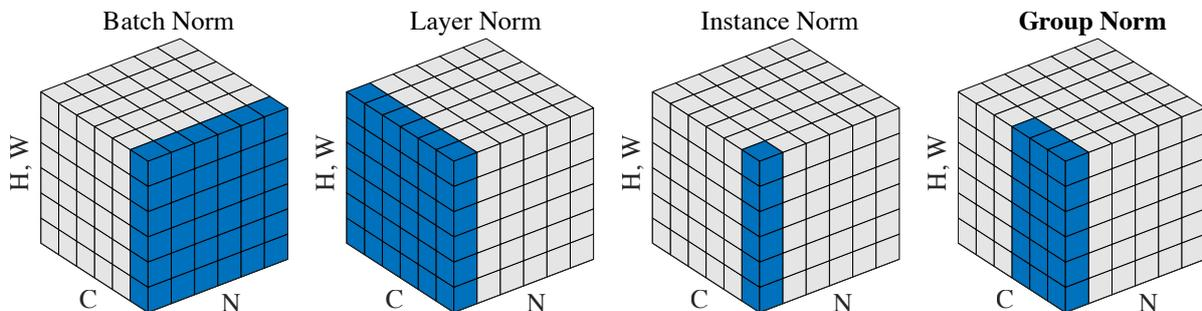 Batch Norm
Layer Norm
Instance Norm
Group Norm
H, W
C
N
H, W
C
N
H, W
C
N
H, W
C
N